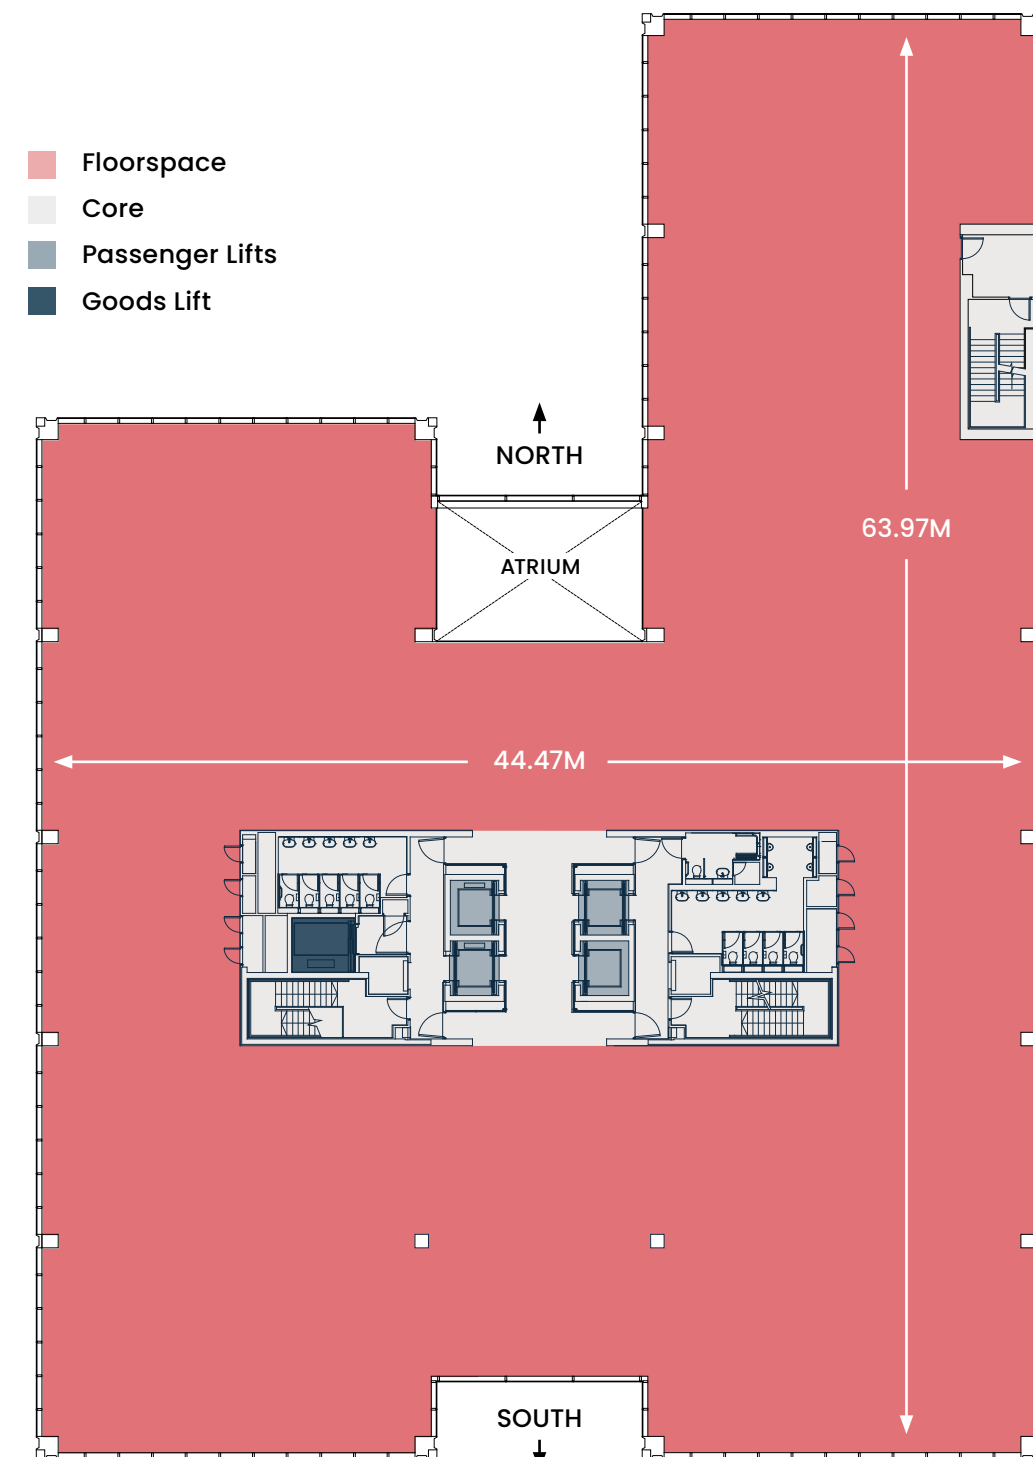 Floorspace
Core
Passenger Lifts
Goods Lift
NORTH
ATRIUM
63.97M
44.47M
SOUTH